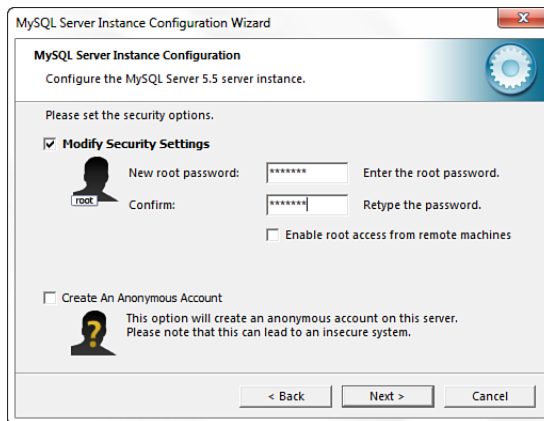 MySQL Server Instance Configuration Wizard
MySQL Server Instance Configuration
Configure the MySQL Server 5.5 server instance.
Please set the security options.
Modify Security Settings
root
New root password: ******* Enter the root password.
Confirm: ******* Retype the password.
Enable root access from remote machines
Create An Anonymous Account
?
This option will create an anonymous account on this server.
Please note that this can lead to an insecure system.
< Back Next > Cancel